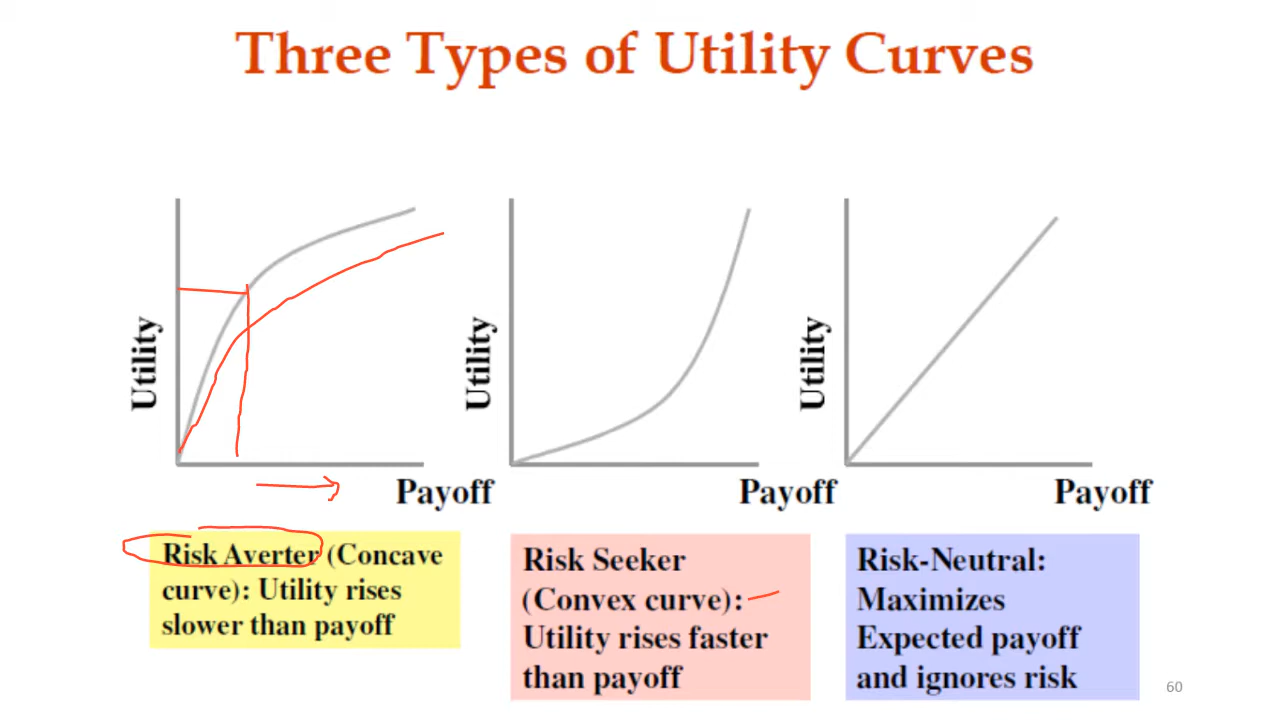 Three Types of Utility Curves
Utility
Payoff
Utility
Payoff
Utility
Payoff
Risk Averter (Concave
curve): Utility rises
slower than payoff
Risk Seeker
(Convex curve):
Utility rises faster
than payoff
Risk-Neutral:
Maximizes
Expected payoff
and ignores risk
60